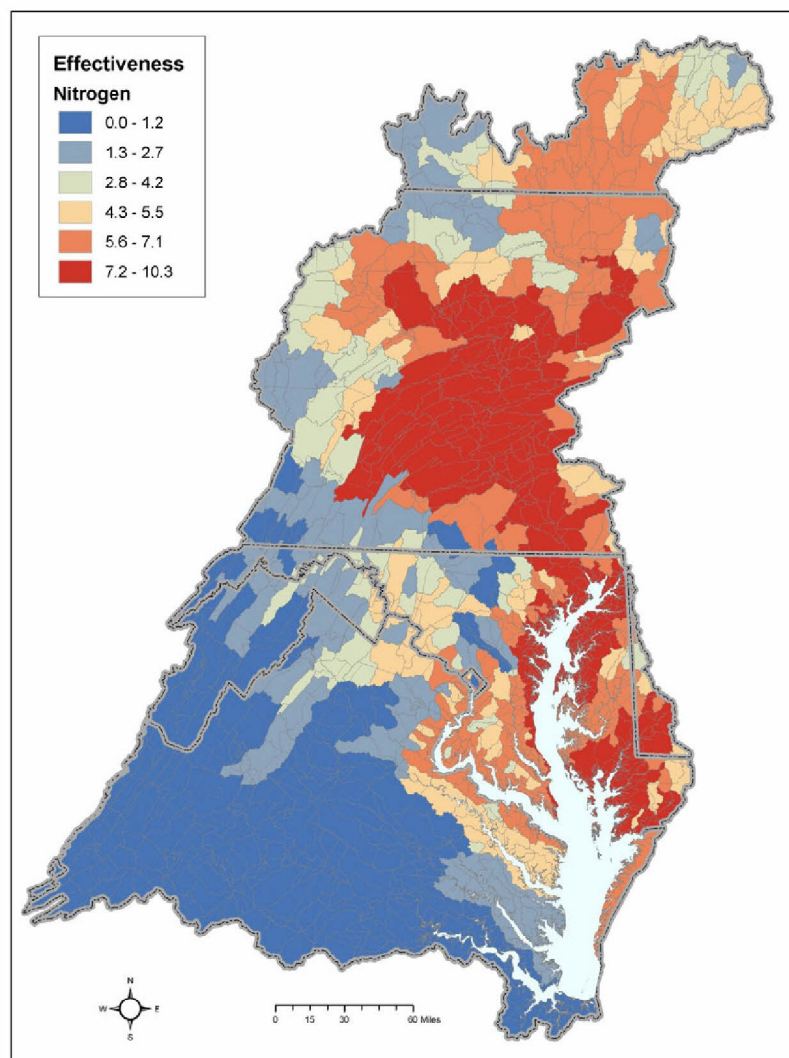 Effectiveness
Nitrogen
0.0 - 1.2
1.3 - 2.7
2.8 - 4.2
4.3 - 5.5
5.6 - 7.1
7.2 - 10.3
N
W E
S
0 15 30 60 Miles